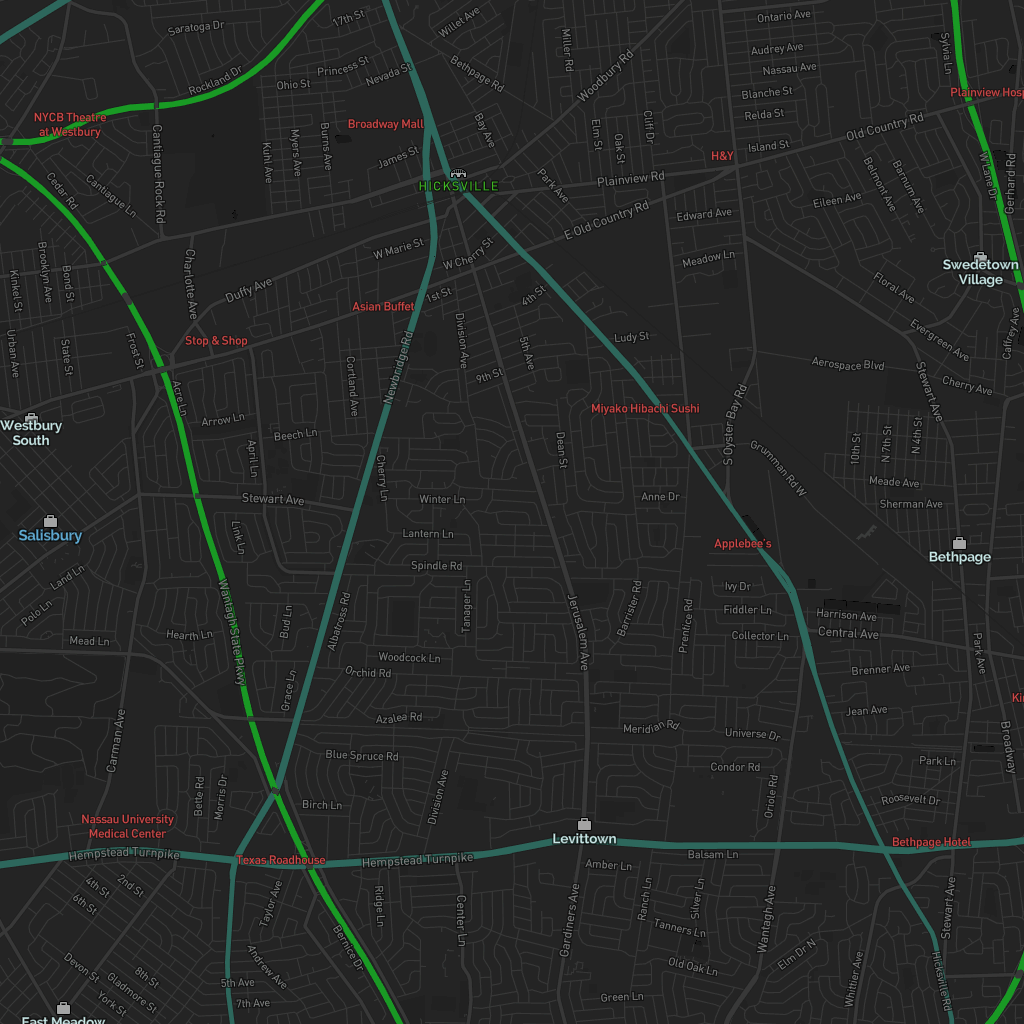 17th St
Willet Ave
Ontario Ave
Saratoga Dr
Miller Rd
Sylvia Ln
Audrey Ave
Princess St
Nevada St
Bethpage Rd
Woodbury Rd
Nassau Ave
Rockland Dr
Ohio St
Blanche St
Plainview Hosp
Relda St
NYCB Theatre
at Westbury
Broadway Mall
Bay Ave
Elm St
Oak St
Cliff Dr
Old Country Rd
Cantiague Rock Rd
Kuhl Ave
Myers Ave
Burns Ave
James St
H&Y
Island St
W Lane Dr
Gerhard Rd
Cedar Rd
Cantiague Ln
HICKSVILLE
Park Ave
Plainview Rd
Belmont Ave
Barnum Ave
Eileen Ave
Edward Ave
E Old Country Rd
W Marie St
W Cherry St
Meadow Ln
Swedetown
Village
Kinkel St
Brooklyn Ave
Bond St
Charlotte Ave
Duffy Ave
1st St
4th St
Floral Ave
Asian Buffet
Stop & Shop
Division Ave
5th Ave
Ludy St
Evergreen Ave
Caffrey Ave
Urban Ave
State St
Frost St
Acre Ln
Cortland Ave
Newbridge Rd
9th St
Aerospace Blvd
Stewart Ave
Cherry Ave
Westbury
South
Arrow Ln
Beech Ln
April Ln
Miyako Hibachi Sushi
S Oyster Bay Rd
10th St
N 7th St
N 4th St
Dean St
Grumman Rd W
Cherry Ln
Meade Ave
Stewart Ave
Winter Ln
Anne Dr
Sherman Ave
Salisbury
Link Ln
Lantern Ln
Applebee's
Bethpage
Land Ln
Spindle Rd
Ivy Dr
Polo Ln
Wantagh State Pkwy
Bud Ln
Albatross Rd
Tanager Ln
Jerusalem Ave
Barrister Rd
Prentice Rd
Fiddler Ln
Harrison Ave
Mead Ln
Hearth Ln
Collector Ln
Central Ave
Park Ave
Woodcock Ln
Orchid Rd
Brenner Ave
Grace Ln
Azalea Rd
Meridian Rd
Universe Dr
Jean Ave
Broadway
Carman Ave
Blue Spruce Rd
Condor Rd
Park Ln
Bette Rd
Morris Dr
Birch Ln
Division Ave
Oriole Rd
Roosevelt Dr
Nassau University
Medical Center
Levittown
Bethpage Hotel
Hempstead Turnpike
Texas Roadhouse
Hempstead Turnpike
Amber Ln
Balsam Ln
4th St
2nd St
6th St
Taylor Ave
Ridge Ln
Center Ln
Gardiners Ave
Ranch Ln
Silver Ln
Wantagh Ave
Stewart Ave
Tanners Ln
Bernice Dr
Elm Dr N
Devon St
8th St
Gladmore St
York St
Andrew Ave
5th Ave
7th Ave
Old Oak Ln
Whittier Ave
Hicksville Rd
Green Ln
East Meadow